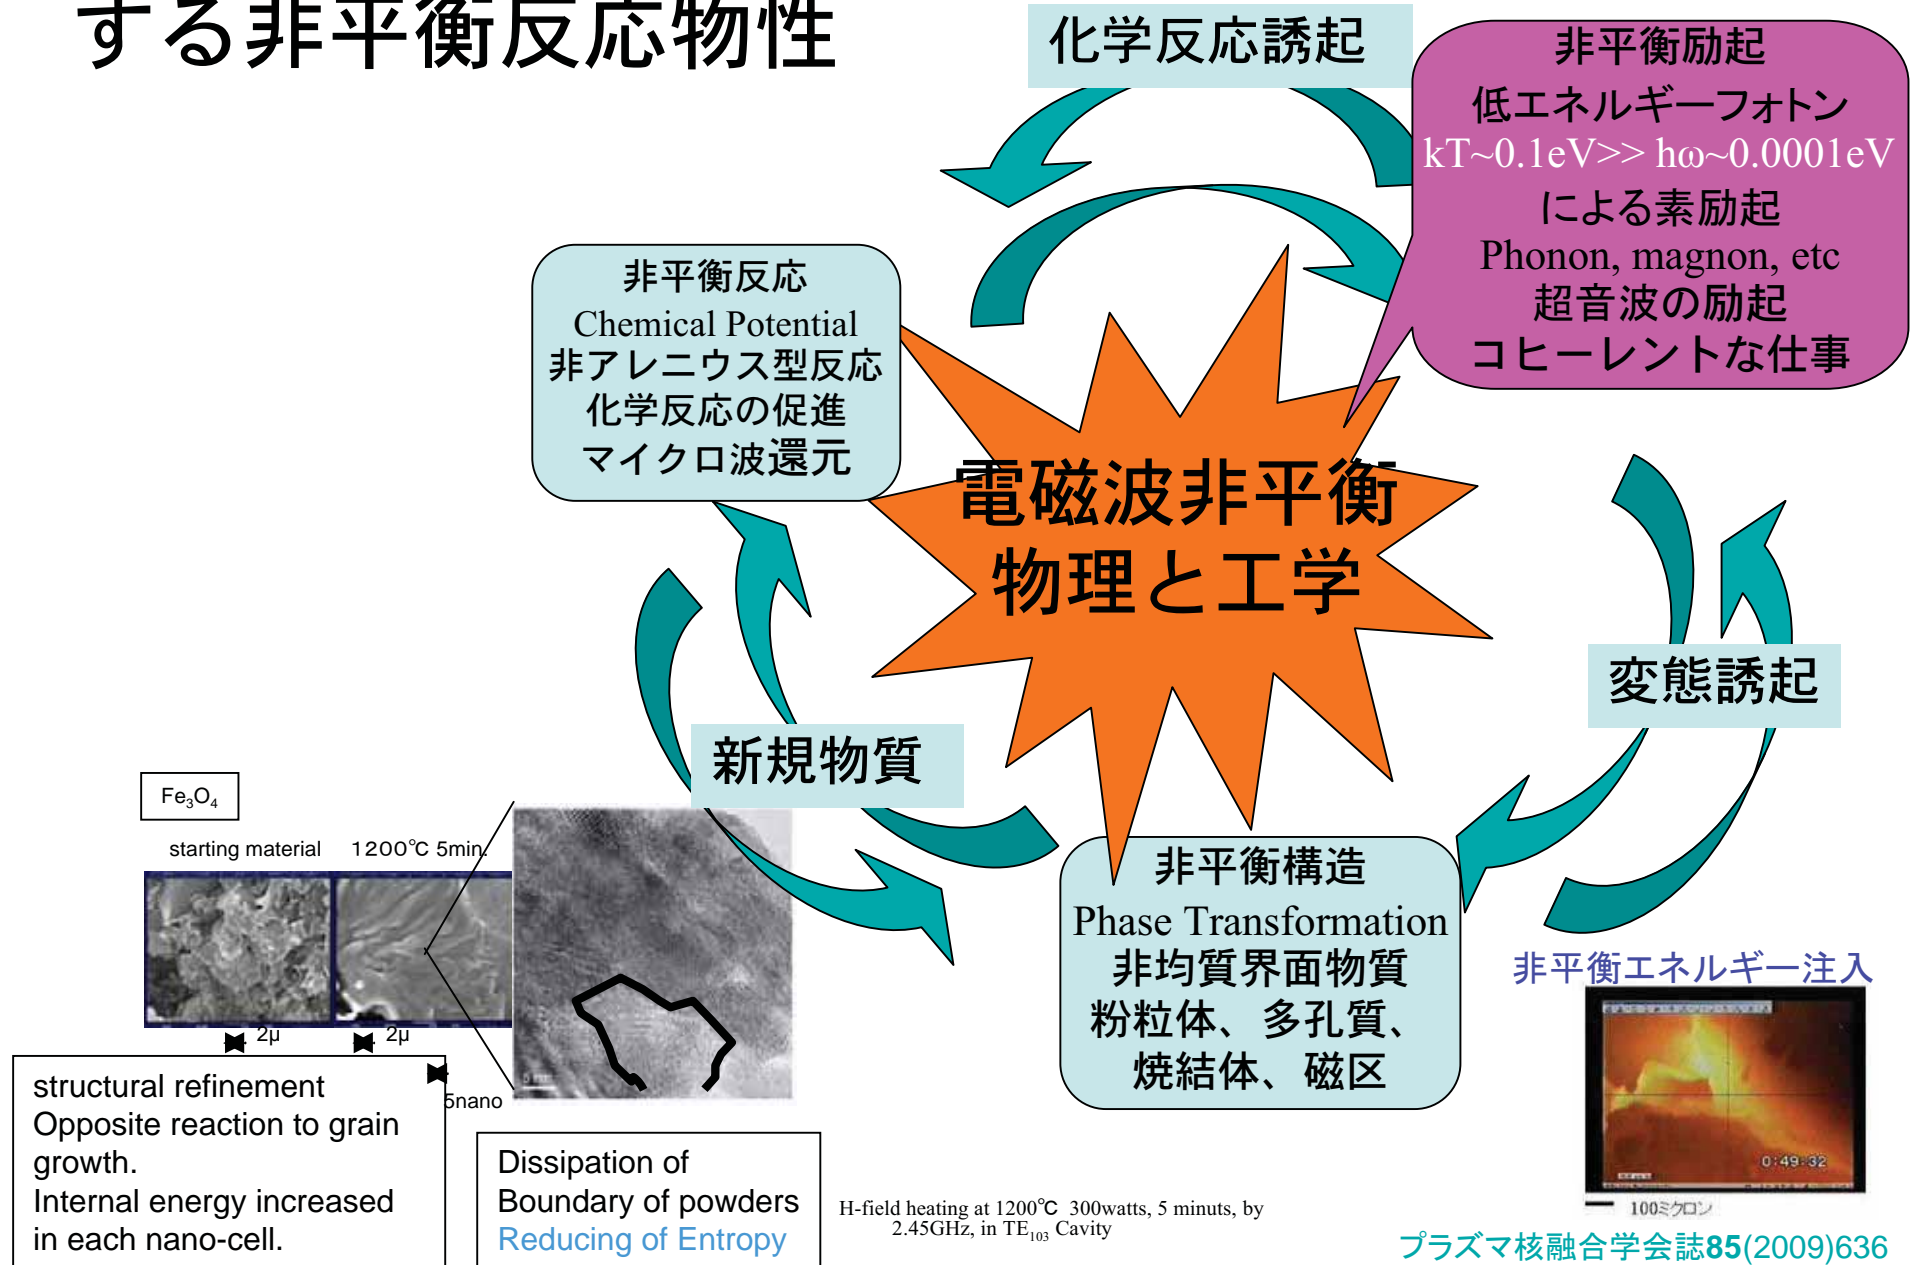 する非平衡反応物性
化学反応誘起
非平衡励起
低エネルギーフォトン
kT~0.1eV>> hω~0.0001eV
による素励起
Phonon, magnon, etc
超音波の励起
コヒーレントな仕事
非平衡反応
Chemical Potential
非アレニウス型反応
化学反応の促進
マイクロ波還元
電磁波非平衡
物理と工学
変態誘起
新規物質
Fe₃O₄
starting material
1200℃ 5min.
2μ
2μ
5nano
structural refinement
Opposite reaction to grain
growth.
Internal energy increased
in each nano-cell.
Dissipation of
Boundary of powders
Reducing of Entropy
非平衡構造
Phase Transformation
非均質界面物質
粉粒体、多孔質、
焼結体、磁区
H-field heating at 1200℃ 300watts, 5 minuts, by
2.45GHz, in TE₁₀₃ Cavity
非平衡エネルギー注入
0:49:32
100ミクロン
プラズマ核融合学会誌85(2009)636